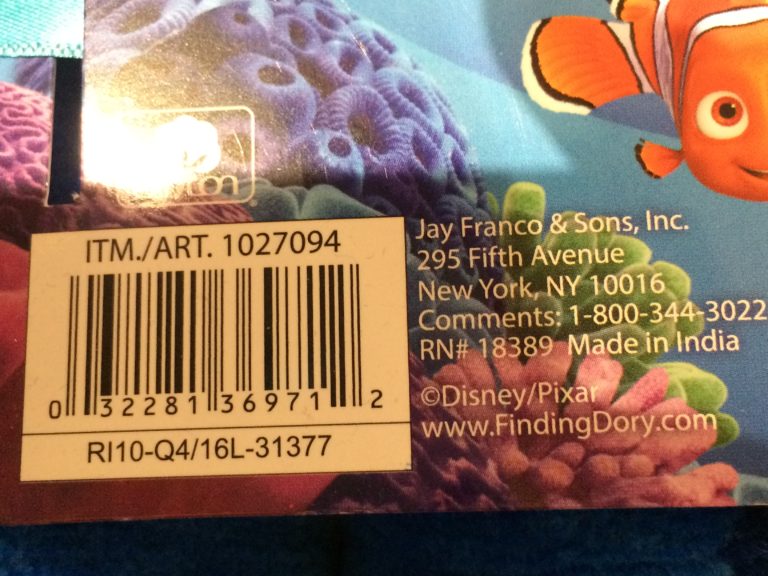 ITM./ART. 1027094
0 32281 36971 2
RI10-Q4/16L-31377
Jay Franco & Sons, Inc.
295 Fifth Avenue
New York, NY 10016
Comments: 1-800-344-3022
RN# 18389 Made in India
©Disney/Pixar
www.FindingDory.com